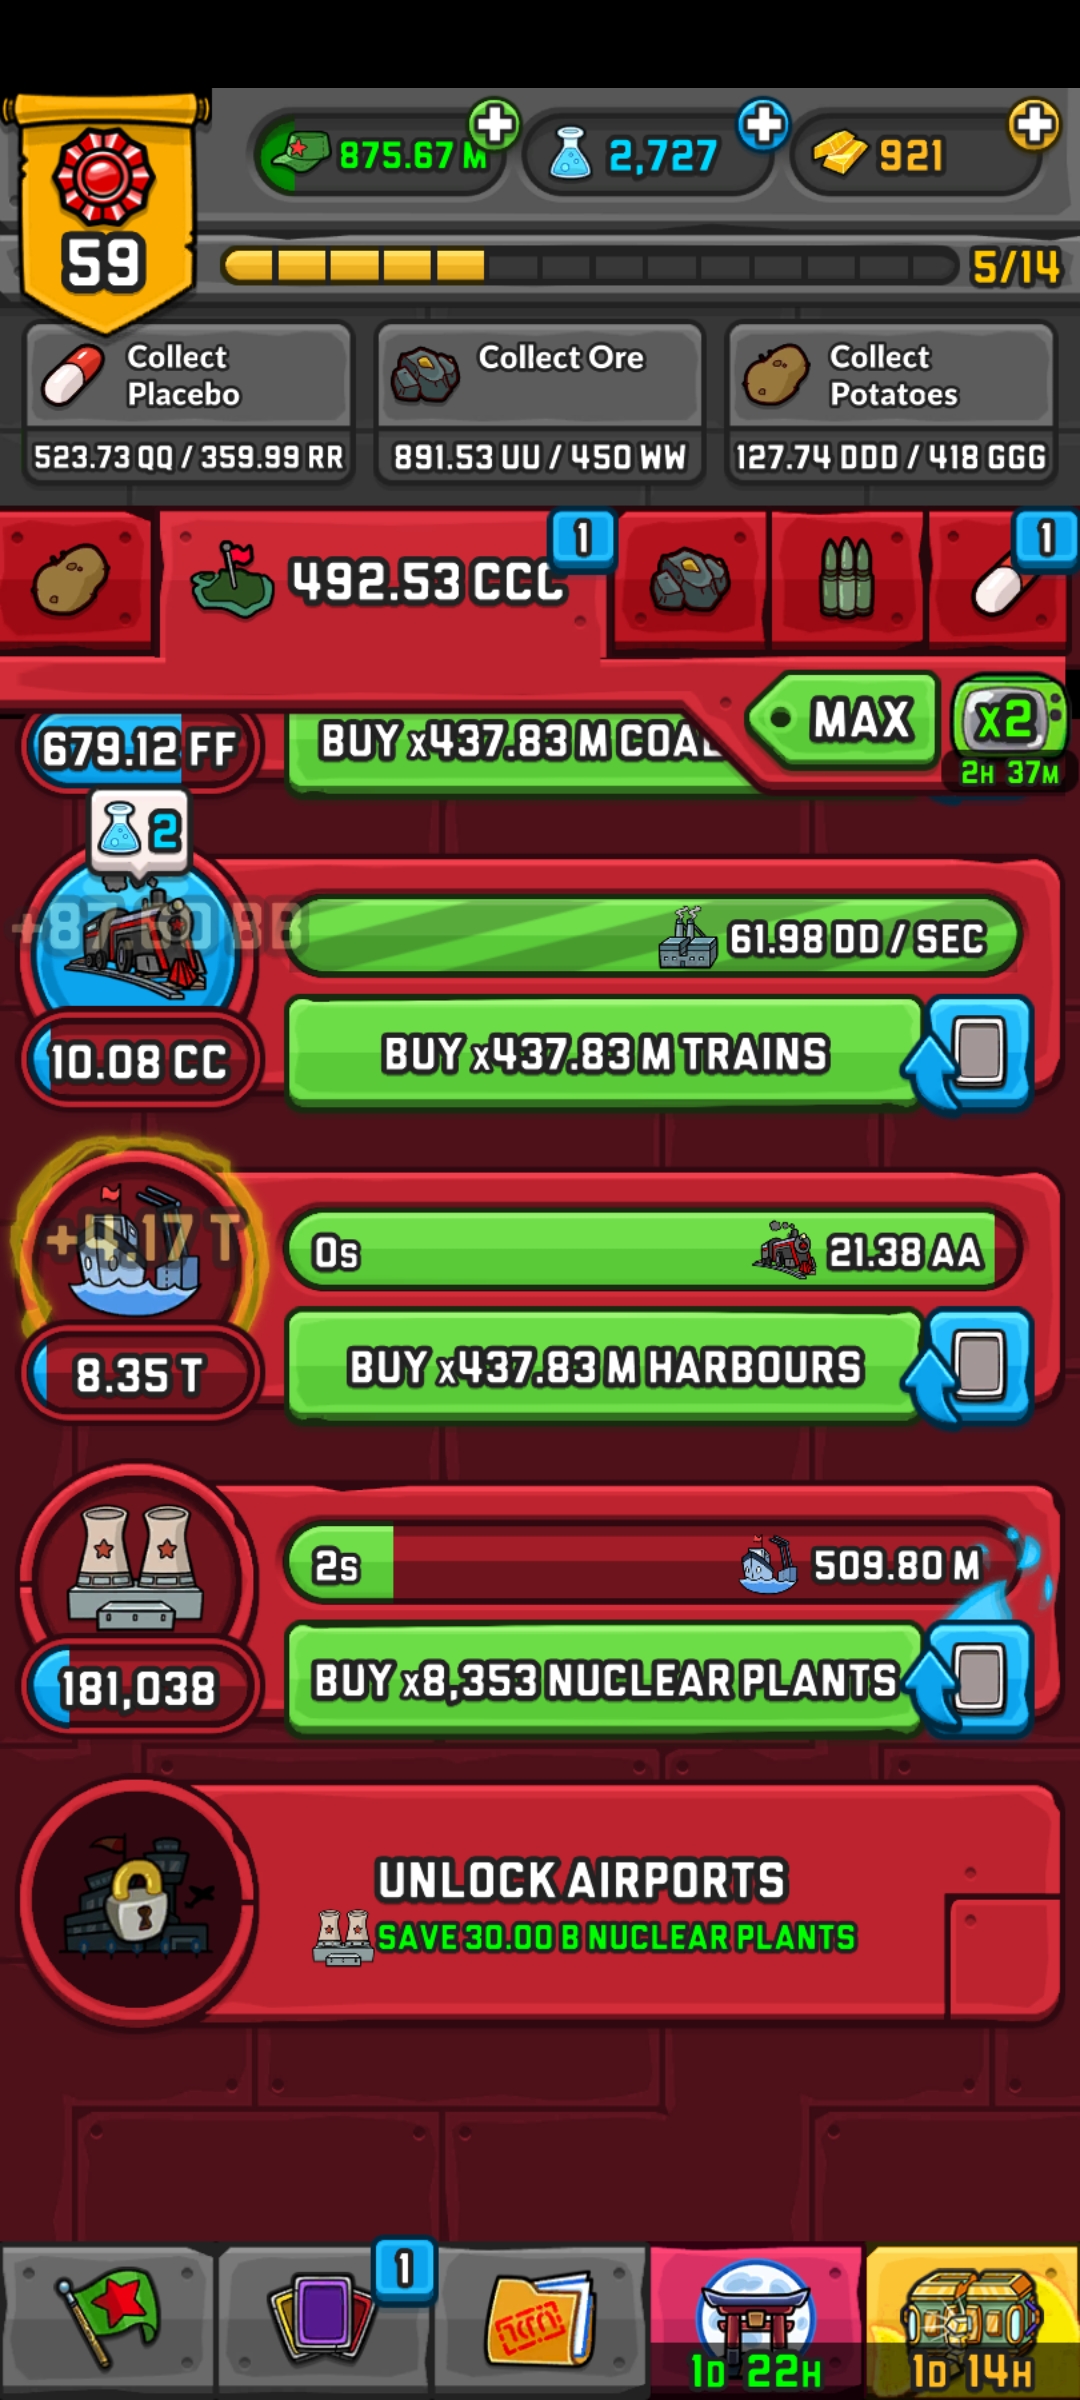 59
875.67 M
2,727
921
5/14
Collect Placebo
523.73 QQ / 359.99 RR
Collect Ore
891.53 UU / 450 WW
Collect Potatoes
127.74 DDD / 418 GGG
492.53 CCC
1
1
MAX
x2
2H 37M
679.12 FF
BUY x437.83 M COAL
2
+87.60 BB
61.98 DD / SEC
10.08 CC
BUY x437.83 M TRAINS
+4.17 T
0s
21.38 AA
8.35 T
BUY x437.83 M HARBOURS
2s
509.80 M
181,038
BUY x8,353 NUCLEAR PLANTS
UNLOCK AIRPORTS
SAVE 30.00 B NUCLEAR PLANTS
1
1D 22H
1D 14H